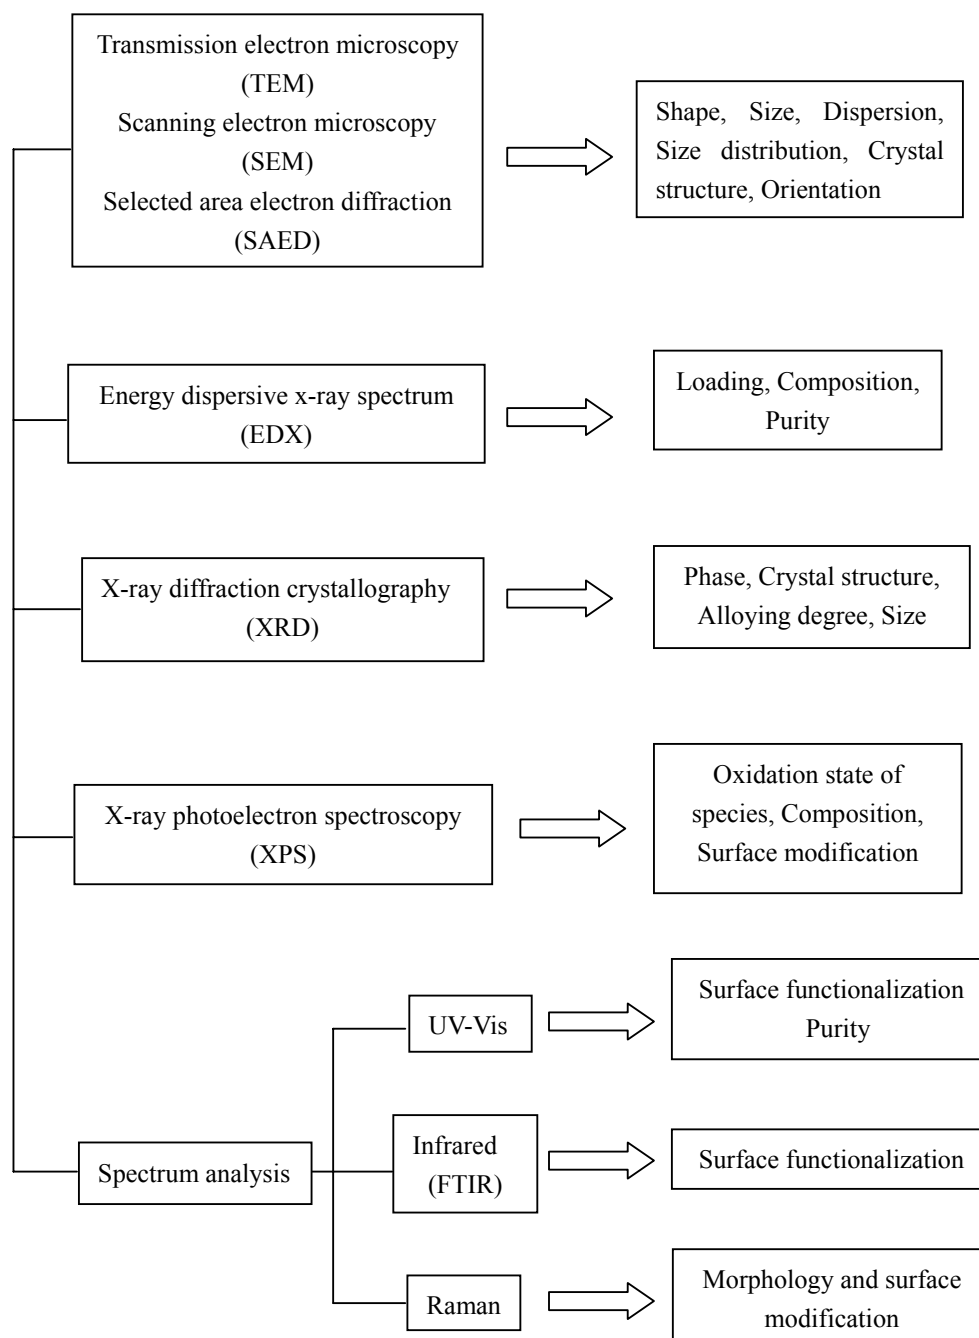 Transmission electron microscopy
(TEM)
Scanning electron microscopy
(SEM)
Selected area electron diffraction
(SAED)
Shape, Size, Dispersion,
Size distribution, Crystal
structure, Orientation
Energy dispersive x-ray spectrum
(EDX)
Loading, Composition,
Purity
X-ray diffraction crystallography
(XRD)
Phase, Crystal structure,
Alloying degree, Size
X-ray photoelectron spectroscopy
(XPS)
Oxidation state of
species, Composition,
Surface modification
Spectrum analysis
UV-Vis
Surface functionalization
Purity
Infrared
(FTIR)
Surface functionalization
Raman
Morphology and surface
modification